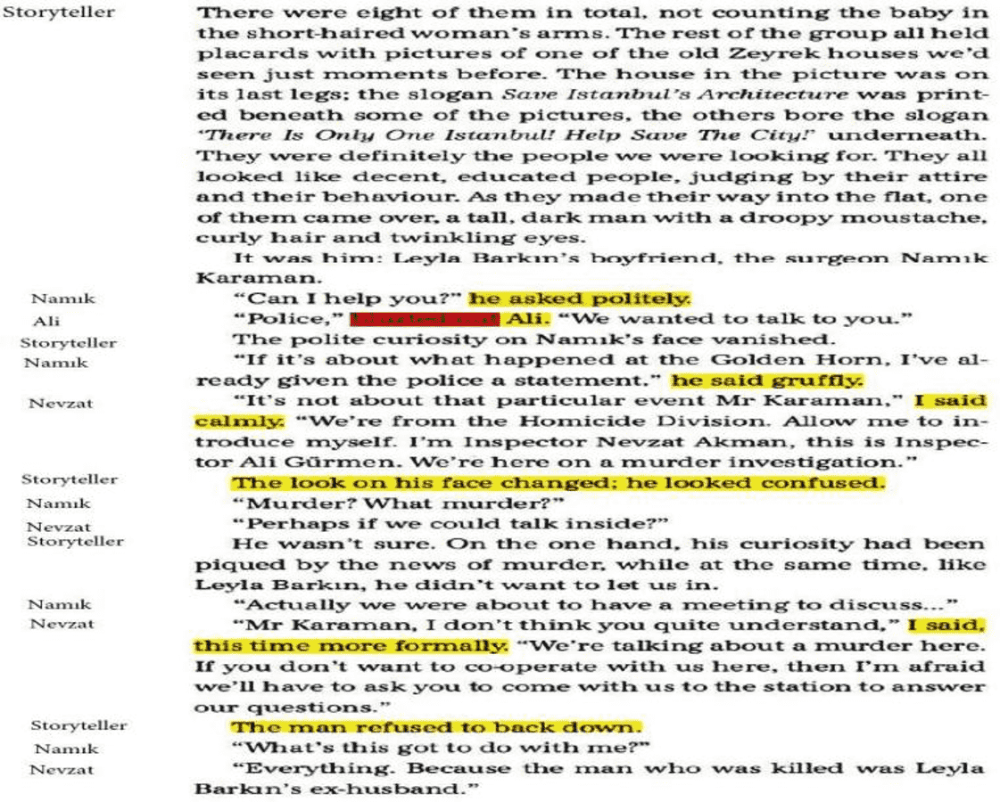 Storyteller There were eight of them in total, not counting the baby in
the short-haired woman's arms. The rest of the group all held
placards with pictures of one of the old Zeyrek houses we'd
seen just moments before. The house in the picture was on
its last legs; the slogan Save Istanbul's Architecture was print-
ed beneath some of the pictures, the others bore the slogan
'There Is Only One Istanbul! Help Save The City!' underneath.
They were definitely the people we were looking for. They all
looked like decent, educated people, judging by their attire
and their behaviour. As they made their way into the flat, one
of them came over, a tall, dark man with a droopy moustache,
curly hair and twinkling eyes.
It was him: Leyla Barkın's boyfriend, the surgeon Namık
Karaman.
Namık "Can I help you?" he asked politely.
Ali "Police," Ali. "We wanted to talk to you."
Storyteller The polite curiosity on Namık's face vanished.
Namık "If it's about what happened at the Golden Horn, I've al-
ready given the police a statement," he said gruffly.
Nevzat "It's not about that particular event Mr Karaman," I said
calmly. "We're from the Homicide Division. Allow me to in-
troduce myself. I'm Inspector Nevzat Akman, this is Inspec-
tor Ali Gürmen. We're here on a murder investigation."
Storyteller The look on his face changed; he looked confused.
Namık "Murder? What murder?"
Nevzat "Perhaps if we could talk inside?"
Storyteller He wasn't sure. On the one hand, his curiosity had been
piqued by the news of murder, while at the same time, like
Leyla Barkın, he didn't want to let us in.
Namık "Actually we were about to have a meeting to discuss..."
Nevzat "Mr Karaman, I don't think you quite understand," I said,
this time more formally. "We're talking about a murder here.
If you don't want to co-operate with us here, then I'm afraid
we'll have to ask you to come with us to the station to answer
our questions."
Storyteller The man refused to back down.
Namık "What's this got to do with me?"
Nevzat "Everything. Because the man who was killed was Leyla
Barkın's ex-husband."